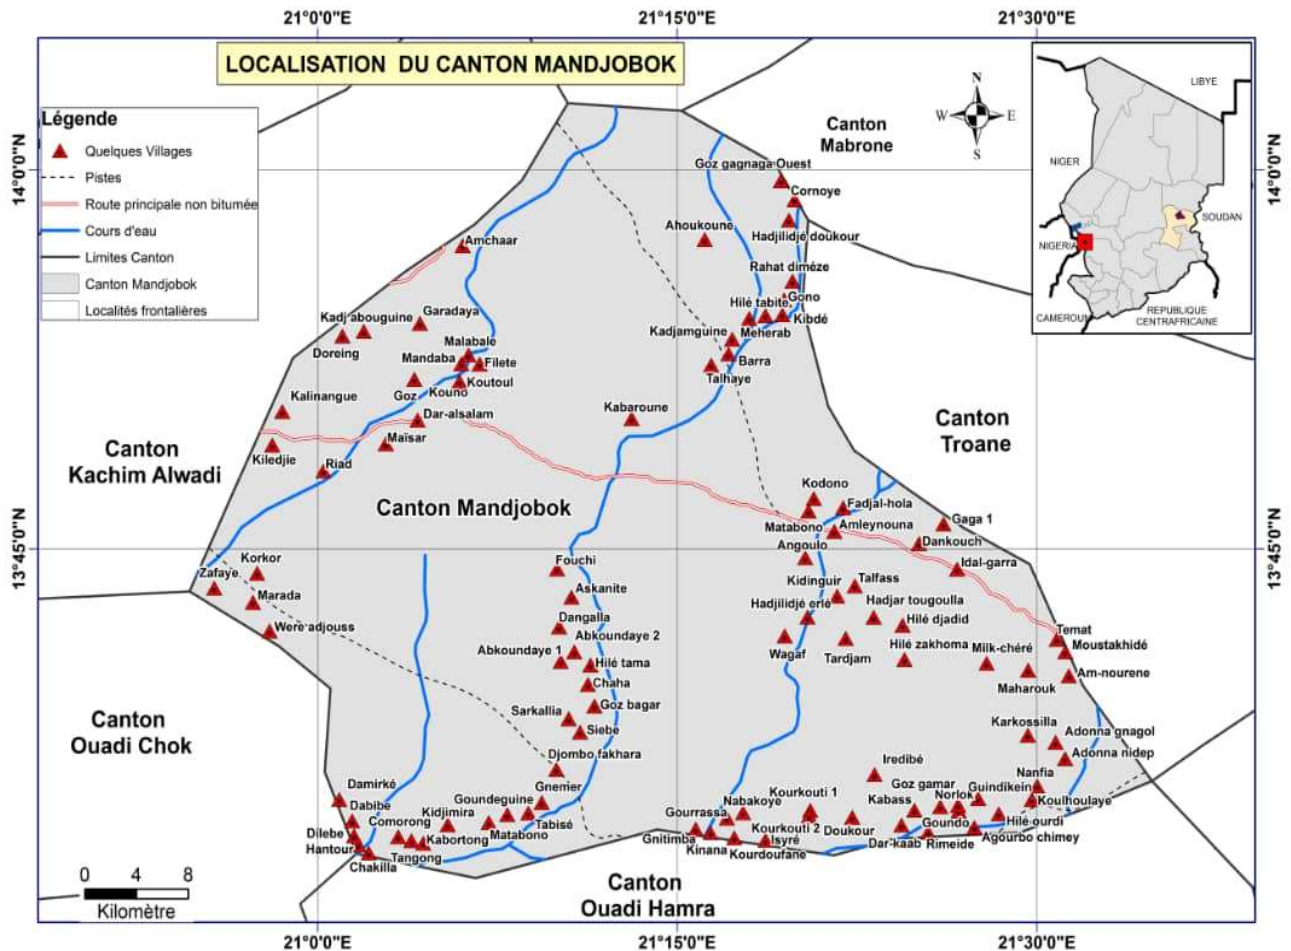 21°0'0"E
21°15'0"E
21°30'0"E
LOCALISATION DU CANTON MANDJOBOK
Légende
Quelques Villages
Pistes
Route principale non bitumée
Cours d'eau
Limites Canton
Canton Mandjobok
Localités frontalières
N
W
E
S
LIBYE
NIGER
SOUDAN
NIGERIA
CAMEROUN
REPUBLIQUE
CENTRAFRICAINE
14°0'0"N
14°0'0"N
Canton
Mabrone
Goz gagnaga Ouest
Cornoye
Ahoukoune
Hadjilidjé doukour
Amchaar
Rahat diméze
Gono
Hilé tabite
Kibdé
Kadj abouguine
Garadaya
Kadjamguine
Meherab
Doreing
Malabale
Mandaba
Filete
Barra
Talhaye
Goz
Kouno
Koutoul
Kalinangue
Dar-alsalam
Kabaroune
Canton
Troane
Canton
Kachim Alwadi
Kiledjie
Maïsar
Riad
Canton Mandjobok
Kodono
Fadjal-hola
Gaga 1
Matabono
Amleynouna
Dankouch
13°45'0"N
13°45'0"N
Angoulo
Idal-garra
Korkor
Zafaye
Fouchi
Kidinguir
Talfass
Marada
Askanite
Hadjilidjé erlé
Hadjar tougoulla
Were adjouss
Dangalla
Hilé djadid
Temat
Abkoundaye 2
Moustakhidé
Abkoundaye 1
Hilé tama
Wagaf
Tardjam
Hilé zakhoma
Milk-chéré
Chaha
Maharouk
Am-nourene
Canton
Ouadi Chok
Sarkallia
Goz bagar
Siebe
Karkossilla
Adonna gnagol
Adonna nidep
Djombo fakhara
Iredibé
Nanfia
Damirké
Gnemer
Goz gamar
Guindikein
Dabibe
Goundeguine
Kourkouti 1
Kabass
Norlok
Koulhoulaye
Comorong
Kidjimira
Nabakoye
Gourrassa
Dilebe
Kabortong
Matabono
Tabisé
Kourkouti 2
Doukour
Goundo
Hilé ourdi
Hantour
Tangong
Gnitimba
Kinana
Isyré
Dar-kaab
Rimeide
Agourbo chimey
Chakilla
Kourdoufane
0 4 8
Kilomètre
Canton
Ouadi Hamra
21°0'0"E
21°15'0"E
21°30'0"E